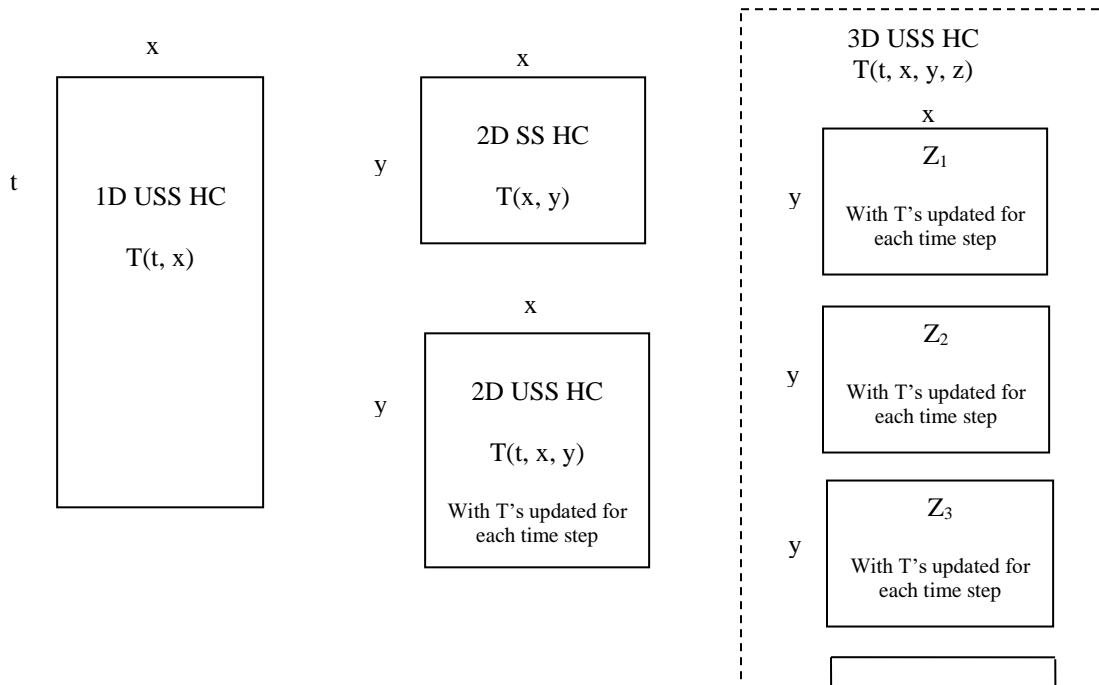 x
t
1D USS HC
T(t, x)
x
y
2D SS HC
T(x, y)
x
y
2D USS HC
T(t, x, y)
With T’s updated for
each time step
3D USS HC
T(t, x, y, z)
x
y
Z₁
With T’s updated for
each time step
y
Z₂
With T’s updated for
each time step
y
Z₃
With T’s updated for
each time step